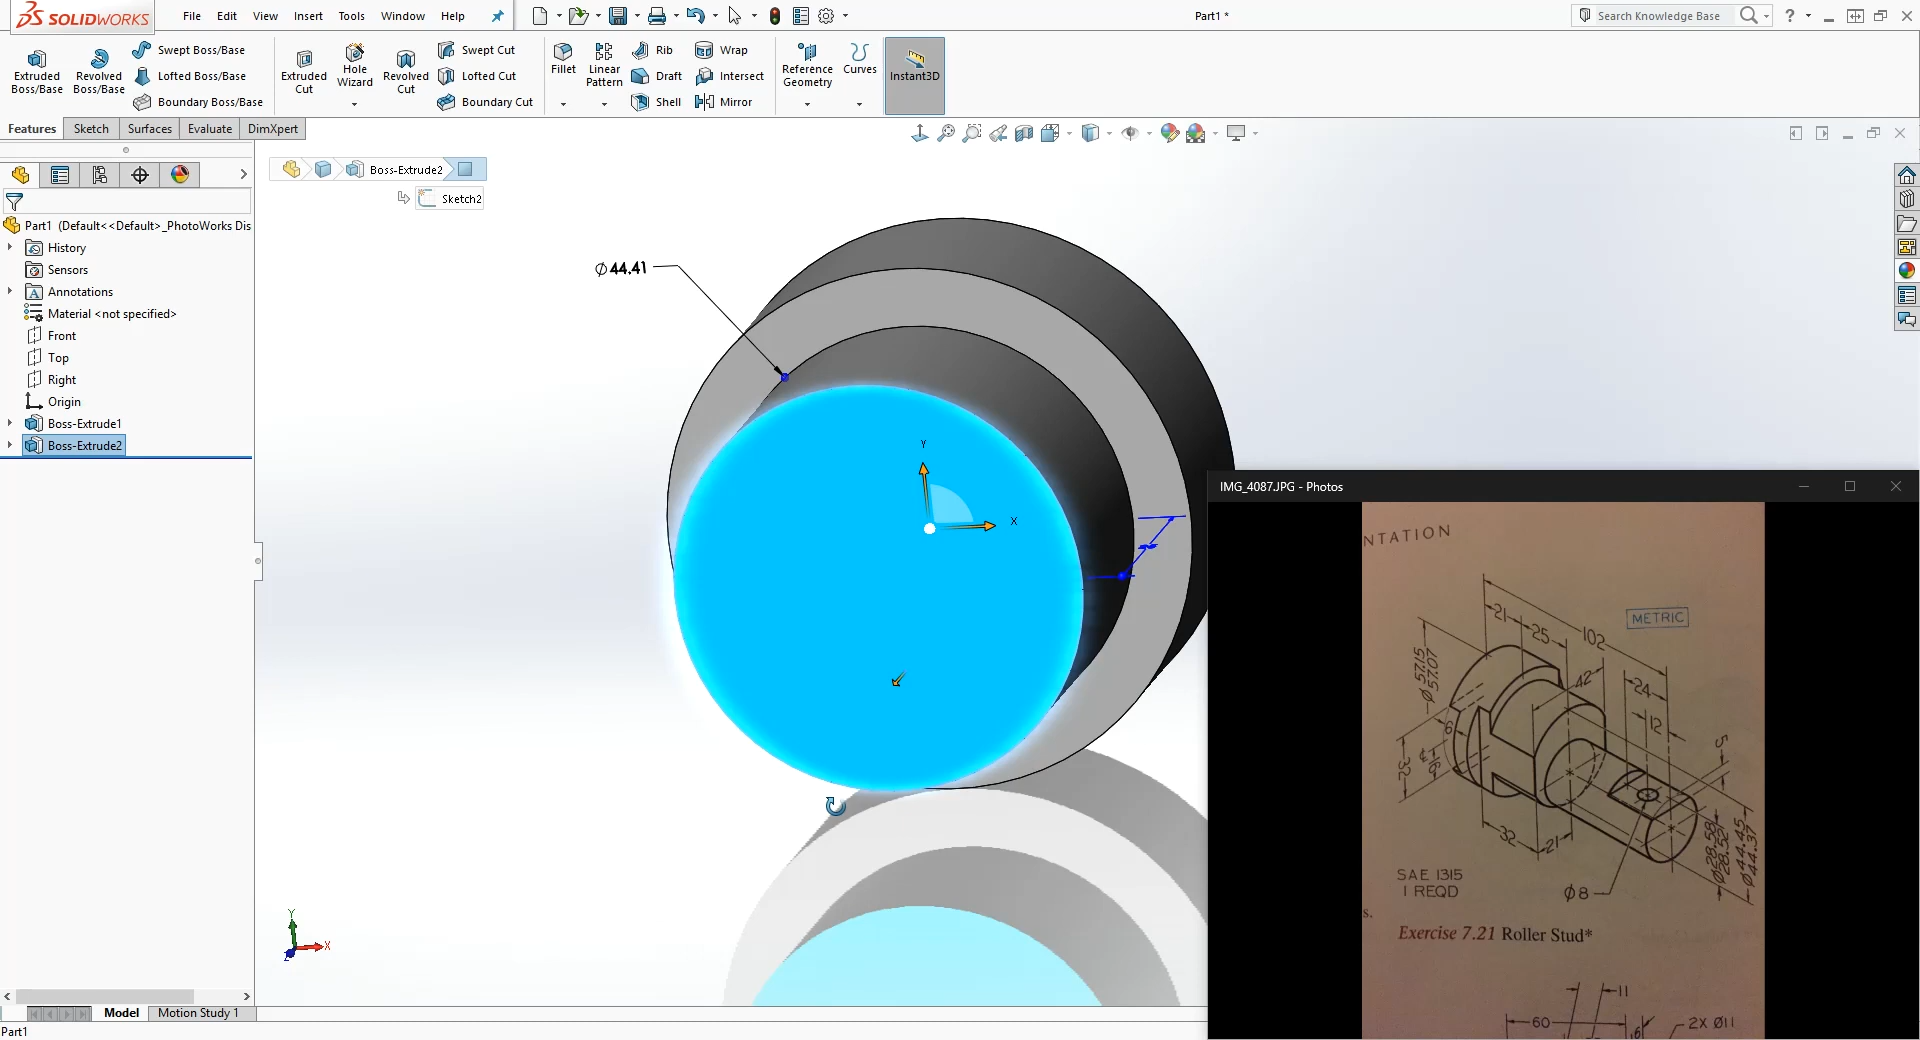 SOLIDWORKS
File Edit View Insert Tools Window Help
Part1 *
Search Knowledge Base
?
Extruded Boss/Base
Revolved Boss/Base
Swept Boss/Base
Lofted Boss/Base
Boundary Boss/Base
Extruded Cut
Hole Wizard
Revolved Cut
Swept Cut
Lofted Cut
Boundary Cut
Fillet
Linear Pattern
Rib
Draft
Shell
Wrap
Intersect
Mirror
Reference Geometry
Curves
Instant3D
Features Sketch Surfaces Evaluate DimXpert
Boss-Extrude2
Sketch2
Part1 (Default<<Default>_PhotoWorks Dis
History
Sensors
Annotations
Material <not specified>
Front
Top
Right
Origin
Boss-Extrude1
Boss-Extrude2
Ø44.41
Y
X
Y
X
Z
IMG_4087.JPG - Photos
NTATION
METRIC
21
25
102
Ø57.15
57.07
42
24
12
6
5
32
32
21
Ø28.58
Ø28.52
Ø44.45
Ø44.37
SAE 1315
1 REQD
Ø8
s.
Exercise 7.21 Roller Stud*
11
60
16
2X Ø11
Model Motion Study 1
Part1